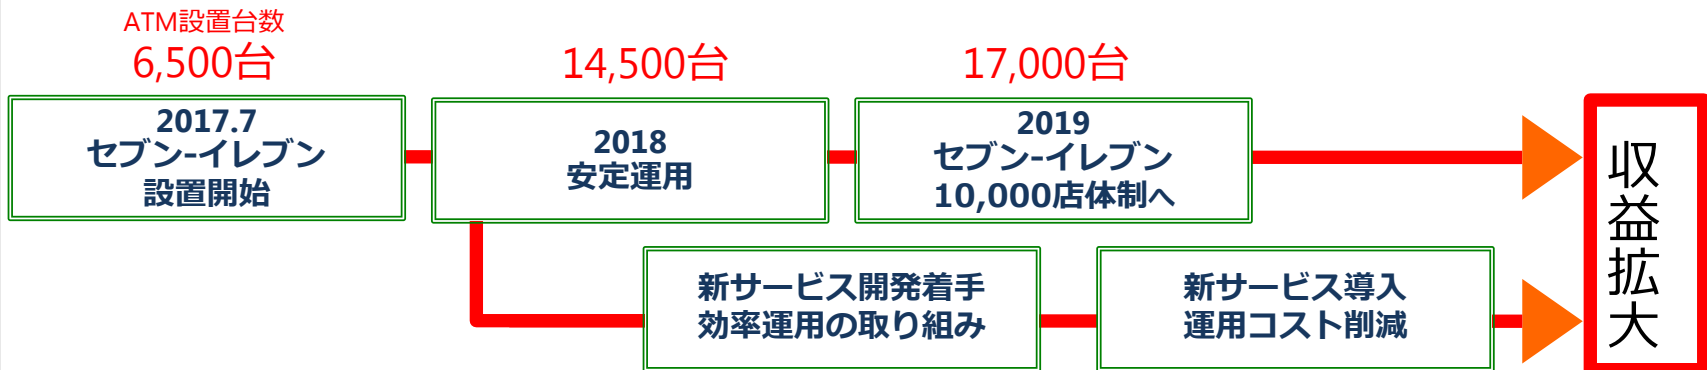 ATM設置台数
6,500台
14,500台
17,000台
2017.7
セブン-イレブン
設置開始
2018
安定運用
2019
セブン-イレブン
10,000店体制へ
新サービス開発着手
効率運用の取り組み
新サービス導入
運用コスト削減
収益拡大